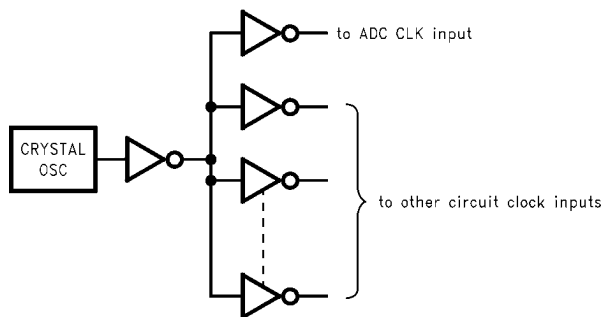 to ADC CLK input
CRYSTAL
OSC
to other circuit clock inputs